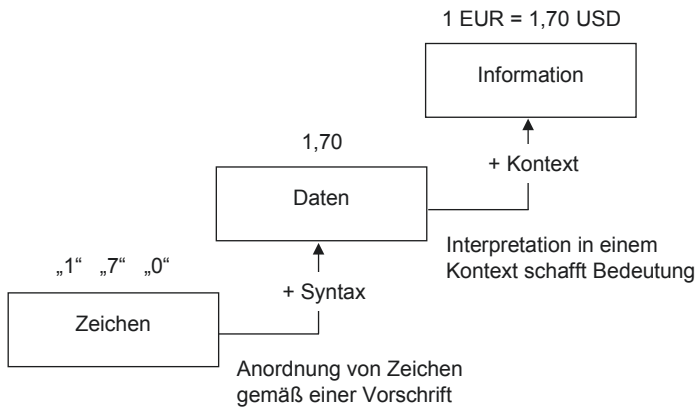 1 EUR = 1,70 USD
Information
1,70
+ Kontext
Daten
Interpretation in einem
Kontext schafft Bedeutung
„1“ „7“ „0“
+ Syntax
Zeichen
Anordnung von Zeichen
gemäß einer Vorschrift